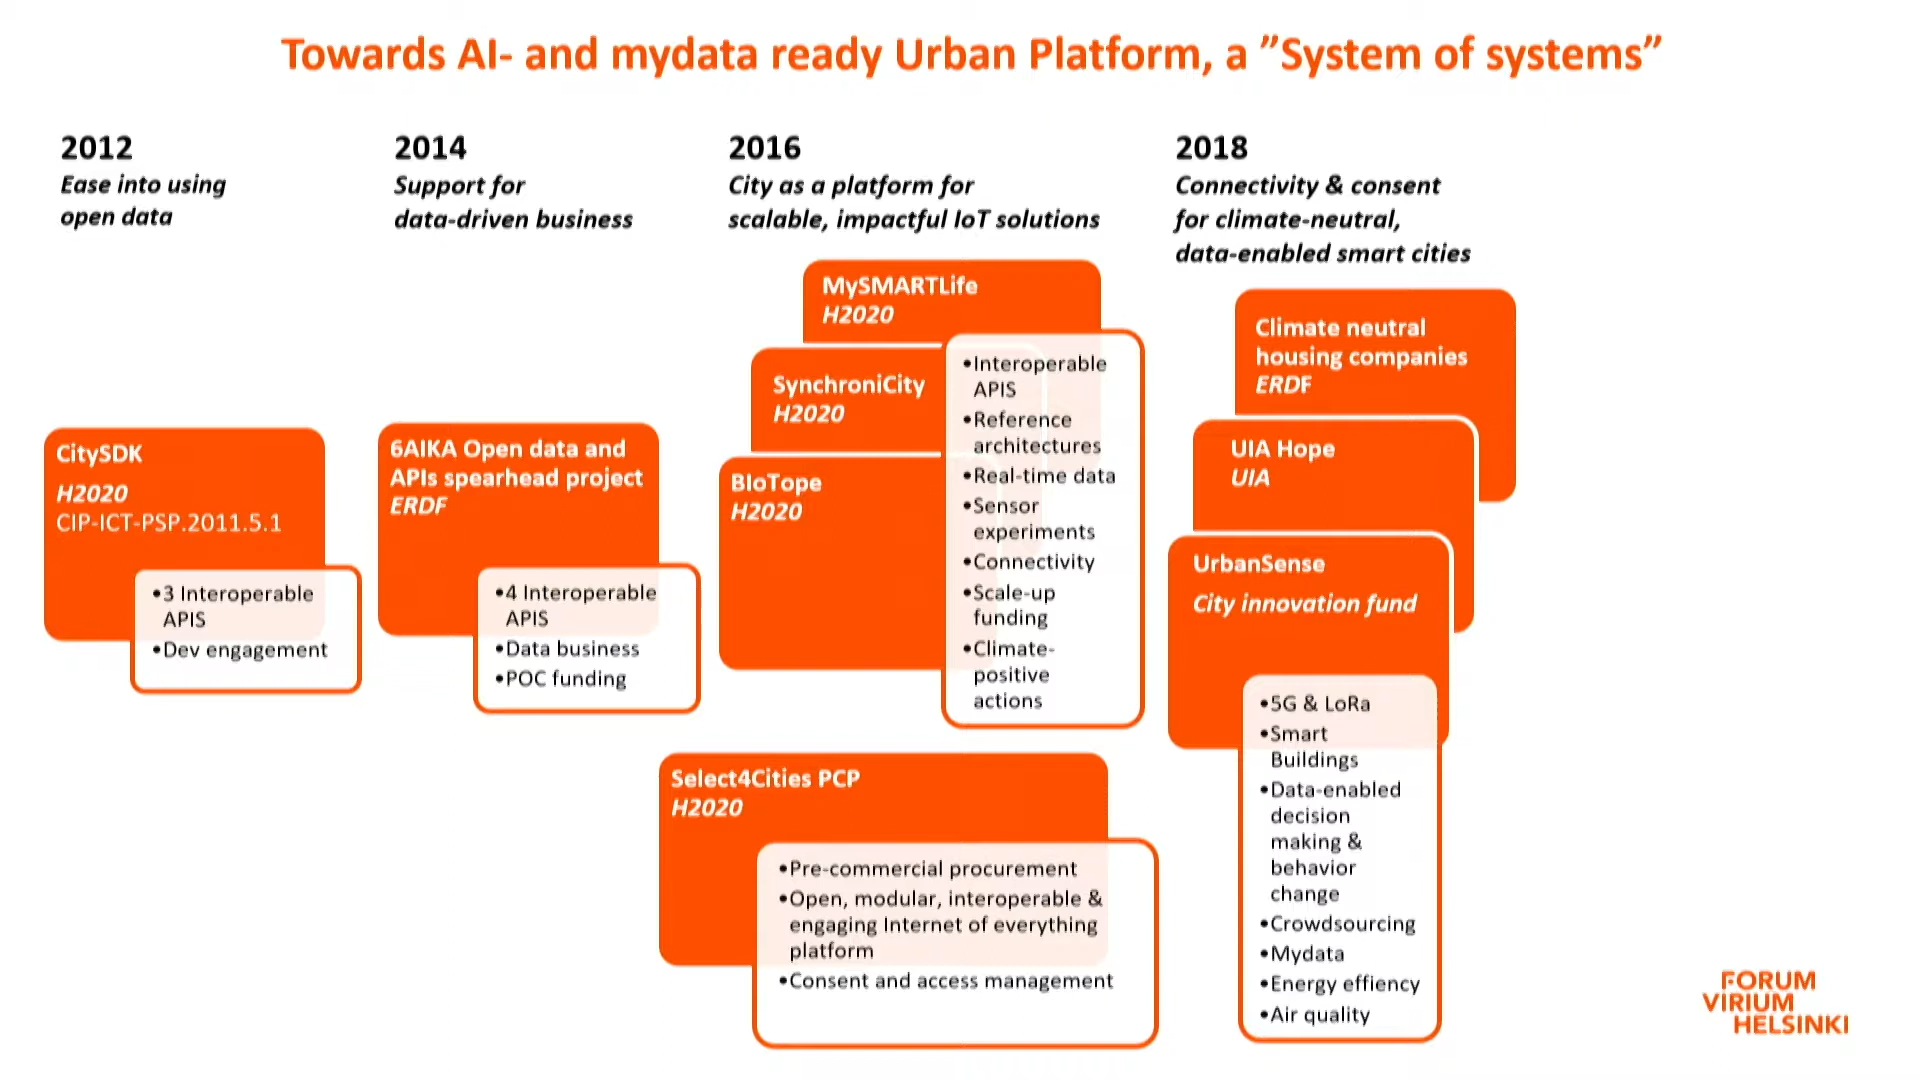 Towards AI- and mydata ready Urban Platform, a ”System of systems”
2012
Ease into using
open data
2014
Support for
data-driven business
2016
City as a platform for
scalable, impactful IoT solutions
2018
Connectivity & consent
for climate-neutral,
data-enabled smart cities
CitySDK
H2020
CIP-ICT-PSP.2011.5.1
•3 Interoperable
APIS
•Dev engagement
6AIKA Open data and
APIs spearhead project
ERDF
•4 Interoperable
APIS
•Data business
•POC funding
MySMARTLife
H2020
SynchroniCity
H2020
BIoTope
H2020
•Interoperable
APIS
•Reference
architectures
•Real-time data
•Sensor
experiments
•Connectivity
•Scale-up
funding
•Climate-
positive
actions
Select4Cities PCP
H2020
•Pre-commercial procurement
•Open, modular, interoperable &
engaging Internet of everything
platform
•Consent and access management
Climate neutral
housing companies
ERDF
UIA Hope
UIA
UrbanSense
City innovation fund
•5G & LoRa
•Smart
Buildings
•Data-enabled
decision
making &
behavior
change
•Crowdsourcing
•Mydata
•Energy effiency
•Air quality
FORUM
VIRIUM
HELSINKI